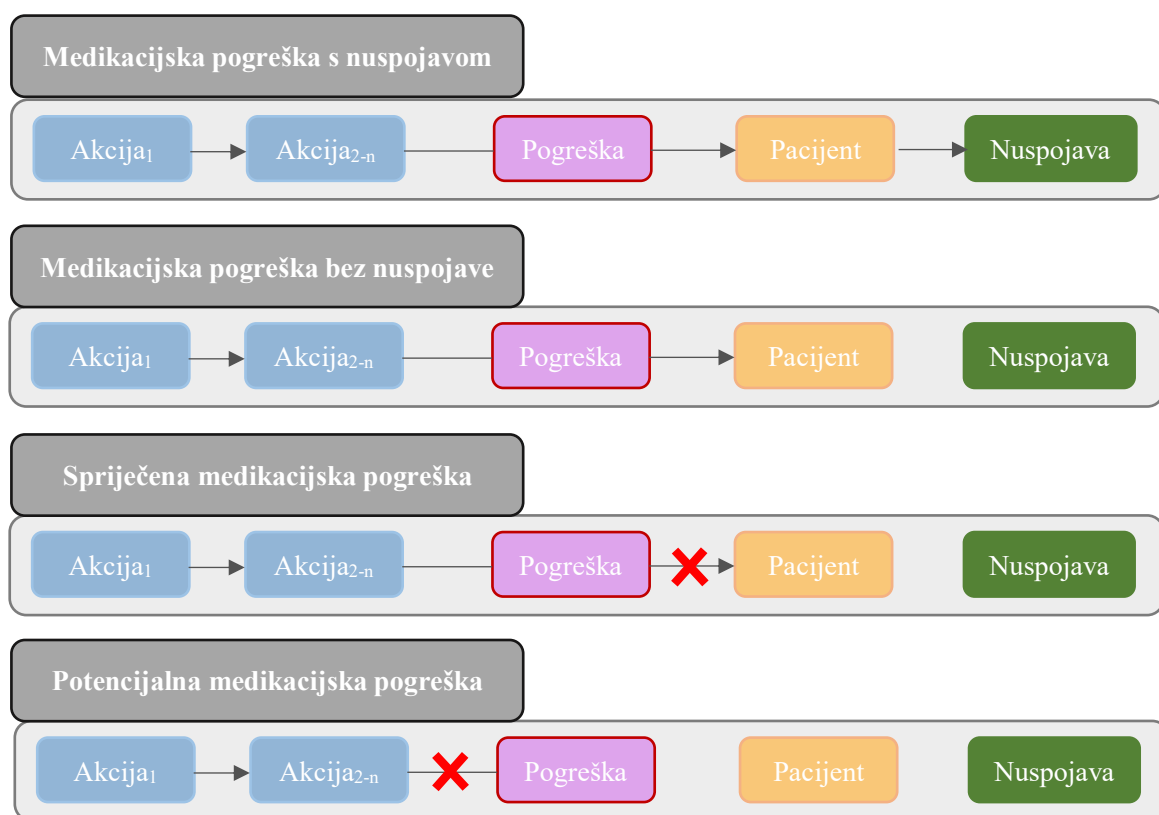 Medikacijska pogreška s nuspojavom
Akcija₁ Akcija₂₋ₙ Pogreška Pacijent Nuspojava
Medikacijska pogreška bez nuspojave
Akcija₁ Akcija₂₋ₙ Pogreška Pacijent Nuspojava
Spriječena medikacijska pogreška
Akcija₁ Akcija₂₋ₙ Pogreška Pacijent Nuspojava
Potencijalna medikacijska pogreška
Akcija₁ Akcija₂₋ₙ Pogreška Pacijent Nuspojava